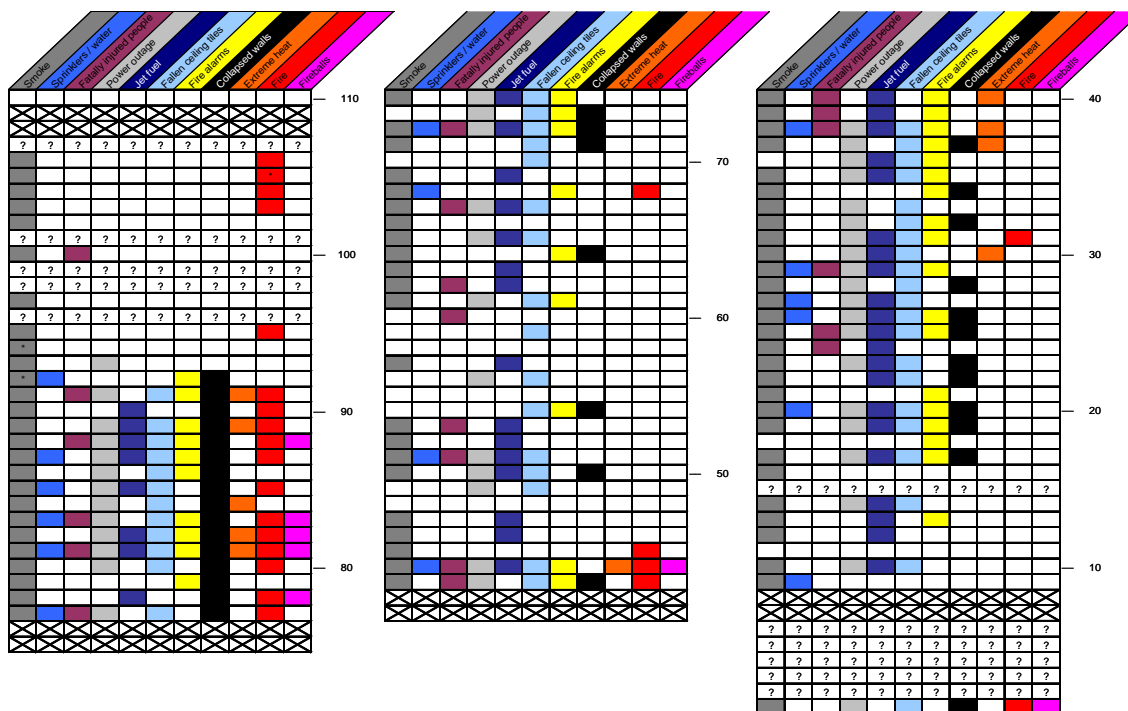 Smoke
Sprinklers / water
Fatally injured people
Power outage
Jet fuel
Fallen ceiling tiles
Fire alarms
Collapsed walls
Extreme heat
Fire
Fireballs
110
? ? ? ? ? ? ? ? ? ? ?
*
? ? ? ? ? ? ? ? ? ? ?
100
? ? ? ? ? ? ? ? ? ? ?
? ? ? ? ? ? ? ? ? ? ?
? ? ? ? ? ? ? ? ? ? ?
*
*
90
80
Smoke
Sprinklers / water
Fatally injured people
Power outage
Jet fuel
Fallen ceiling tiles
Fire alarms
Collapsed walls
Extreme heat
Fire
Fireballs
70
60
50
Smoke
Sprinklers / water
Fatally injured people
Power outage
Jet fuel
Fallen ceiling tiles
Fire alarms
Collapsed walls
Extreme heat
Fire
Fireballs
40
30
20
? ? ? ? ? ? ? ? ? ? ?
10
? ? ? ? ? ? ? ? ? ? ?
? ? ? ? ? ? ? ? ? ? ?
? ? ? ? ? ? ? ? ? ? ?
? ? ? ? ? ? ? ? ? ? ?
? ? ? ? ? ? ? ? ? ? ?